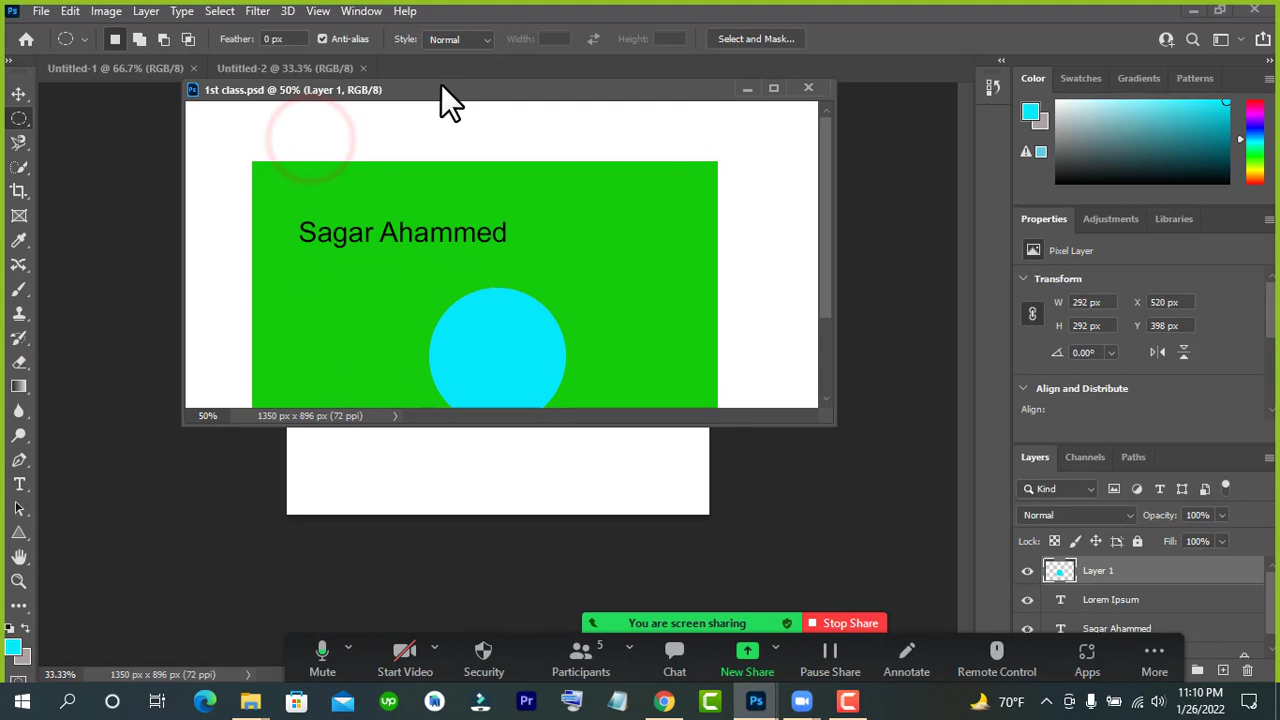 Ps File Edit Image Layer Type Select Filter 3D View Window Help
Feather: 0 px Anti-alias Style: Normal Width: Height: Select and Mask...
Untitled-1 @ 66.7% (RGB/8) × Untitled-2 @ 33.3% (RGB/8) ×
1st class.psd @ 50% (Layer 1, RGB/8)
Sagar Ahammed
50% 1350 px x 896 px (72 ppi)
Color Swatches Gradients Patterns
Properties Adjustments Libraries
Pixel Layer
Transform
W 292 px X 520 px
H 292 px Y 398 px
0.00°
Align and Distribute
Align:
Layers Channels Paths
Kind
Normal Opacity: 100%
Lock: Fill: 100%
Layer 1
T Lorem Ipsum
T Sagar Ahammed
You are screen sharing Stop Share
5
Mute Start Video Security Participants Chat New Share Pause Share Annotate Remote Control Apps More
33.33% 1350 px x 896 px (72 ppi)
up Pr Ps
70°F
11:10 PM
1/26/2022